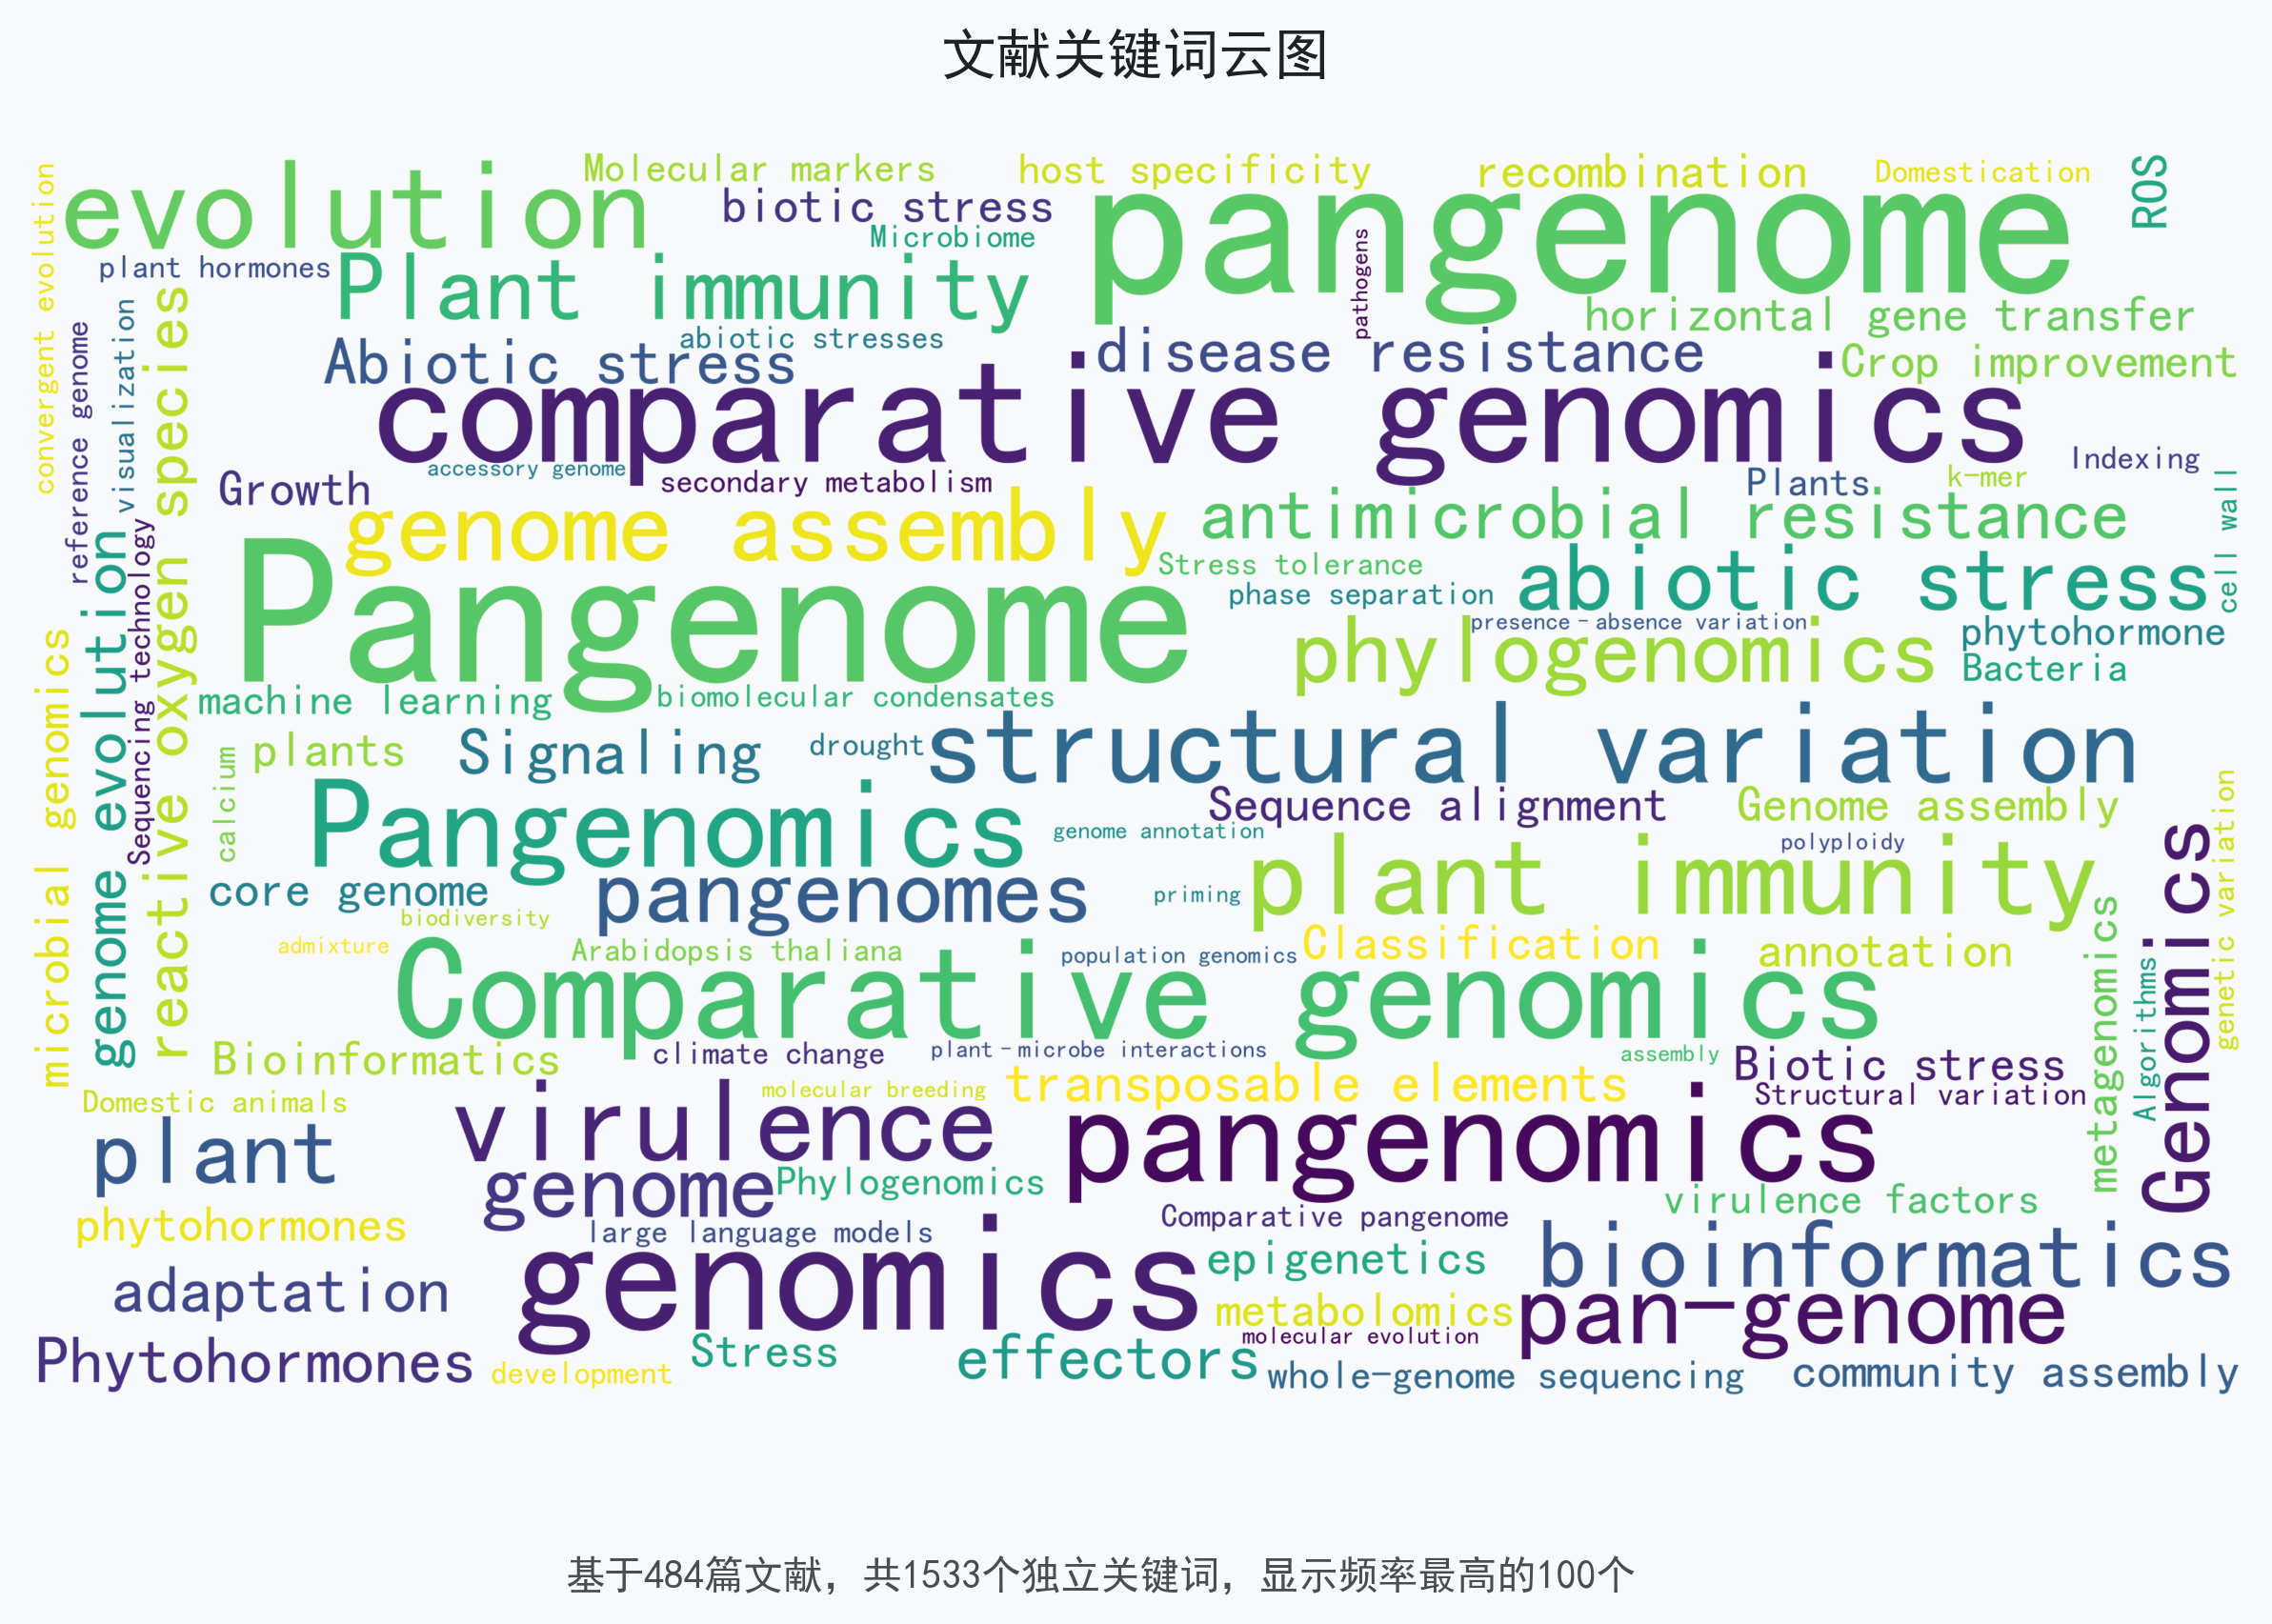 文献关键词云图
Molecular markers
host specificity
recombination
Domestication
ROS
evolution
biotic stress
pangenome
Microbiome
convergent evolution
plant hormones
Plant immunity
pathogens
reactive oxygen species
visualization
reference genome
horizontal gene transfer
abiotic stresses
Abiotic stress
disease resistance
Crop improvement
comparative genomics
Indexing
accessory genome
secondary metabolism
Growth
Plants
k-mer
cell wall
genome assembly
antimicrobial resistance
Sequencing technology
genome evolution
Pangenome
Stress tolerance
abiotic stress
phase separation
presence-absence variation
phytohormone
microbial genomics
phylogenomics
Bacteria
machine learning
biomolecular condensates
structural variation
plants
Signaling
drought
calcium
Pangenomics
Sequence alignment
Genome assembly
genetic variation
genome annotation
polyploidy
Genomics
plant immunity
core genome
pangenomes
priming
biodiversity
metagenomics
admixture
Arabidopsis thaliana
population genomics
Classification
annotation
Algorithms
Comparative genomics
Bioinformatics
climate change
plant-microbe interactions
assembly
Biotic stress
Domestic animals
molecular breeding
transposable elements
Structural variation
virulence
pangenomics
plant
genome
Phylogenomics
virulence factors
phytohormones
Comparative pangenome
large language models
bioinformatics
epigenetics
genomics
adaptation
metabolomics
pan-genome
molecular evolution
Phytohormones
Stress
effectors
development
whole-genome sequencing
community assembly
基于484篇文献，共1533个独立关键词，显示频率最高的100个